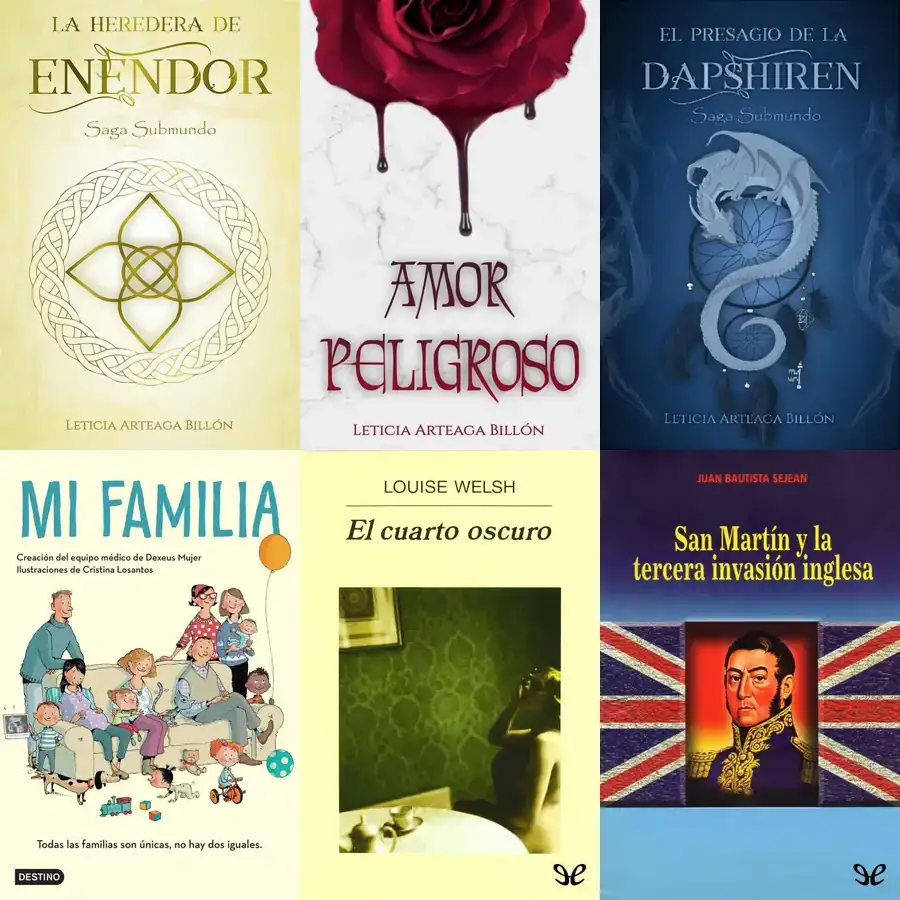 LA HEREDERA DE
ENENDOR
Saga Submundo
LETICIA ARTEAGA BILLÓN
AMOR
PELIGROSO
LETICIA ARTEAGA BILLÓN
EL PRESAGIO DE LA
DAPSHIREN
Saga Submundo
LETICIA ARTEAGA BILLÓN
MI FAMILIA
Creación del equipo médico de Dexeus Mujer
Ilustraciones de Cristina Losantos
Todas las familias son únicas, no hay dos iguales.
DESTINO
LOUISE WELSH
El cuarto oscuro
JUAN BAUTISTA SEJEAN
San Martín y la
tercera invasión inglesa